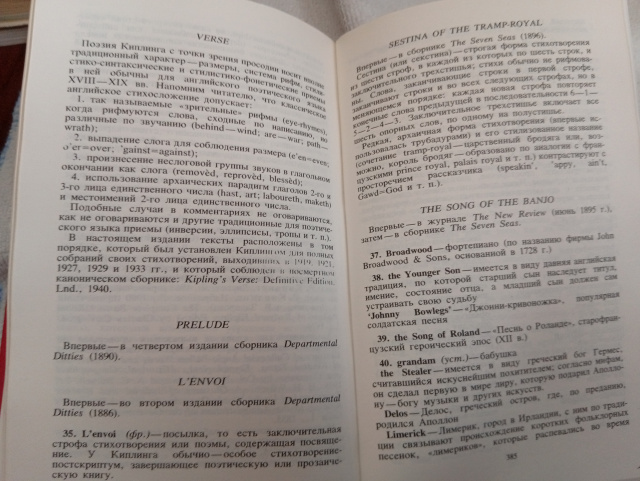 VERSE
Поэзия Киплинга с точки зрения просодии носит вполне
традиционный характер — размеры, система рифм, стили-
стико-синтаксические и стилистико-фонетические приемы
в ней обычны для английского поэтического языка
XVIII—XIX вв. Напомним читателю, что классическое
английское стихосложение допускает:
1. так называемые «зрительные» рифмы (eye-rhymes),
когда рифмуются слова, сходные по написанию, но
различные по звучанию (behind — wind; are — war; path —
wrath);
2. выпадение слога для соблюдения размера (e'en=even;
o'er=over; 'gainst=against);
3. произнесение неслоговой группы звуков в глагольном
окончании как слога (removèd, reprovèd, blessèd);
4. использование архаических парадигм глаголов 2-го и
3-го лица единственного числа (hast, art; laboureth, maketh)
и местоимений 2-го лица единственного числа.
Подобные случаи в комментариях не оговариваются,
как не оговариваются и другие традиционные для поэтиче-
ского языка приемы (инверсии, эллипсисы, тропы и т. п.).
В настоящем издании тексты расположены в том
порядке, который был установлен Киплингом для полных
собраний своих стихотворений, выходивших в 1919, 1921,
1927, 1929 и 1933 гг., и который соблюден в посмертном
каноническом сборнике: Kipling's Verse: Definitive Edition.
Lnd., 1940.
PRELUDE
Впервые — в четвертом издании сборника Departmental
Ditties (1890).
L'ENVOI
Впервые — во втором издании сборника Departmental
Ditties (1886).
35. L'envoi (фр.) — посылка, то есть заключительная
строфа стихотворения или поэмы, содержащая посвяще-
ние. У Киплинга обычно — особое стихотворение-
постскриптум, завершающее поэтическую или прозаиче-
скую книгу.
SESTINA OF THE TRAMP-ROYAL
Впервые — в сборнике The Seven Seas (1896).
Сестина (или секстина) — строгая форма стихотворения
из шести строф, в каждой из которых по шесть строк, и
заключительного трехстишья; стихи обычно не рифмова-
ны. Слова, заканчивающие строки в первой строфе,
заканчивают строки и во всех следующих строфах, но в
меняющемся порядке: каждая новая строфа повторяет
конечные слова предыдущей в последовательности 6—1—
5—2—4—3. Заключительное трехстишье включает все
шесть опорных слов, по одному на полустишье.
Редкая, архаичная форма стихотворения (впервые ис-
пользовалась трубадурами) и его стилизованное название
(сочетание tramp-royal — царственный бродяга или, воз-
можно, король бродяг — образовано по аналогии с фран-
цузскими prince royal, palais royal и т. п.) контрастируют с
просторечием рассказчика (speakin', 'appy, ain't,
Gawd=God и т. п.).
THE SONG OF THE BANJO
Впервые — в журнале The New Review (июнь 1895 г.),
затем — в сборнике The Seven Seas.
37. Broadwood — фортепиано (по названию фирмы John
Broadwood & Sons, основанной в 1728 г.)
38. the Younger Son — имеется в виду давняя английская
традиция, по которой старший сын наследует титул,
имение, состояние отца, а младший сын должен сам
устраивать свою судьбу
'Johnny Bowlegs' — «Джонни-кривоножка», популярная
солдатская песня
39. the Song of Roland — «Песнь о Роланде», старофран-
цузский героический эпос (XII в.)
40. grandam (уст.) — бабушка
the Stealer — имеется в виду греческий бог Гермес,
считавшийся искуснейшим похитителем; согласно мифам,
он сделал первую в мире лиру, которую подарил Аполло-
ну — богу музыки и других искусств.
Delos — Делос, греческий остров, где, по преданию,
родился Аполлон
Limerick — Лимерик, город в Ирландии, с ним по тради-
ции связывают происхождение коротких фольклорных
песенок, «лимериков», которые распевались во время
385